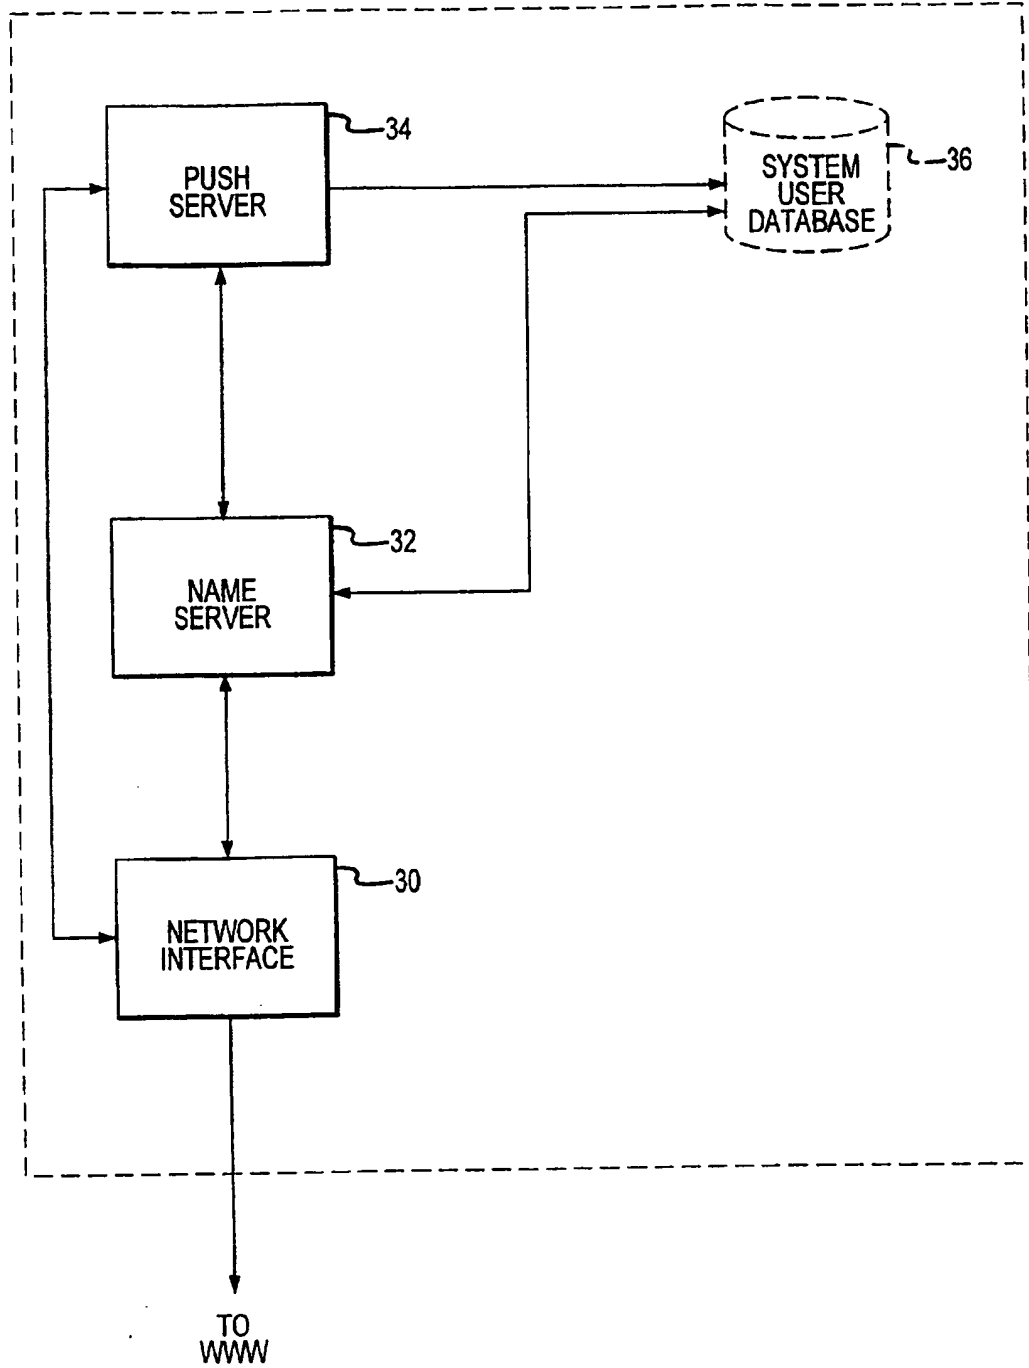 PUSH
SERVER
34
SYSTEM
USER
DATABASE
36
NAME
SERVER
32
NETWORK
INTERFACE
30
TO
WWW